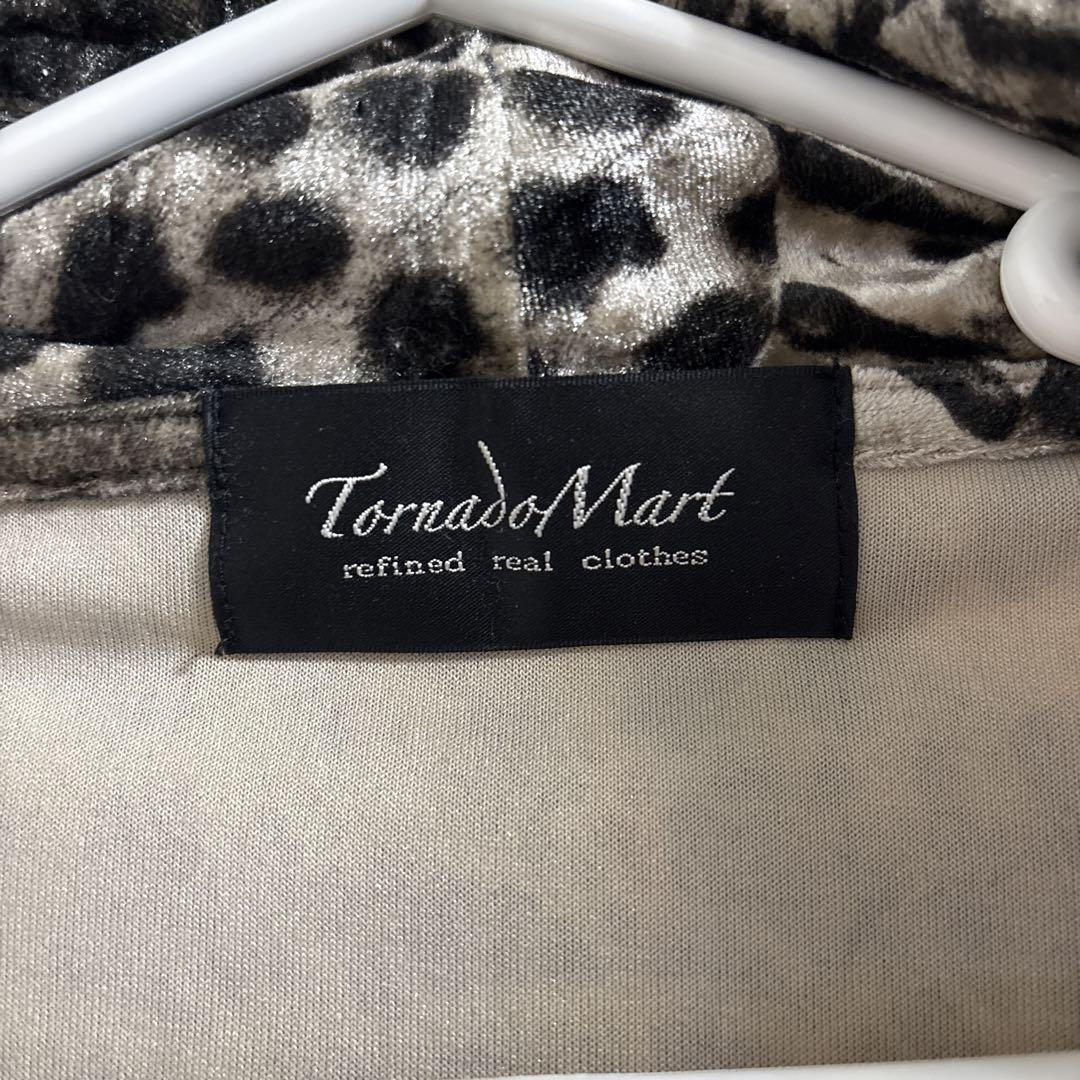 TornadoMart
refined real clothes